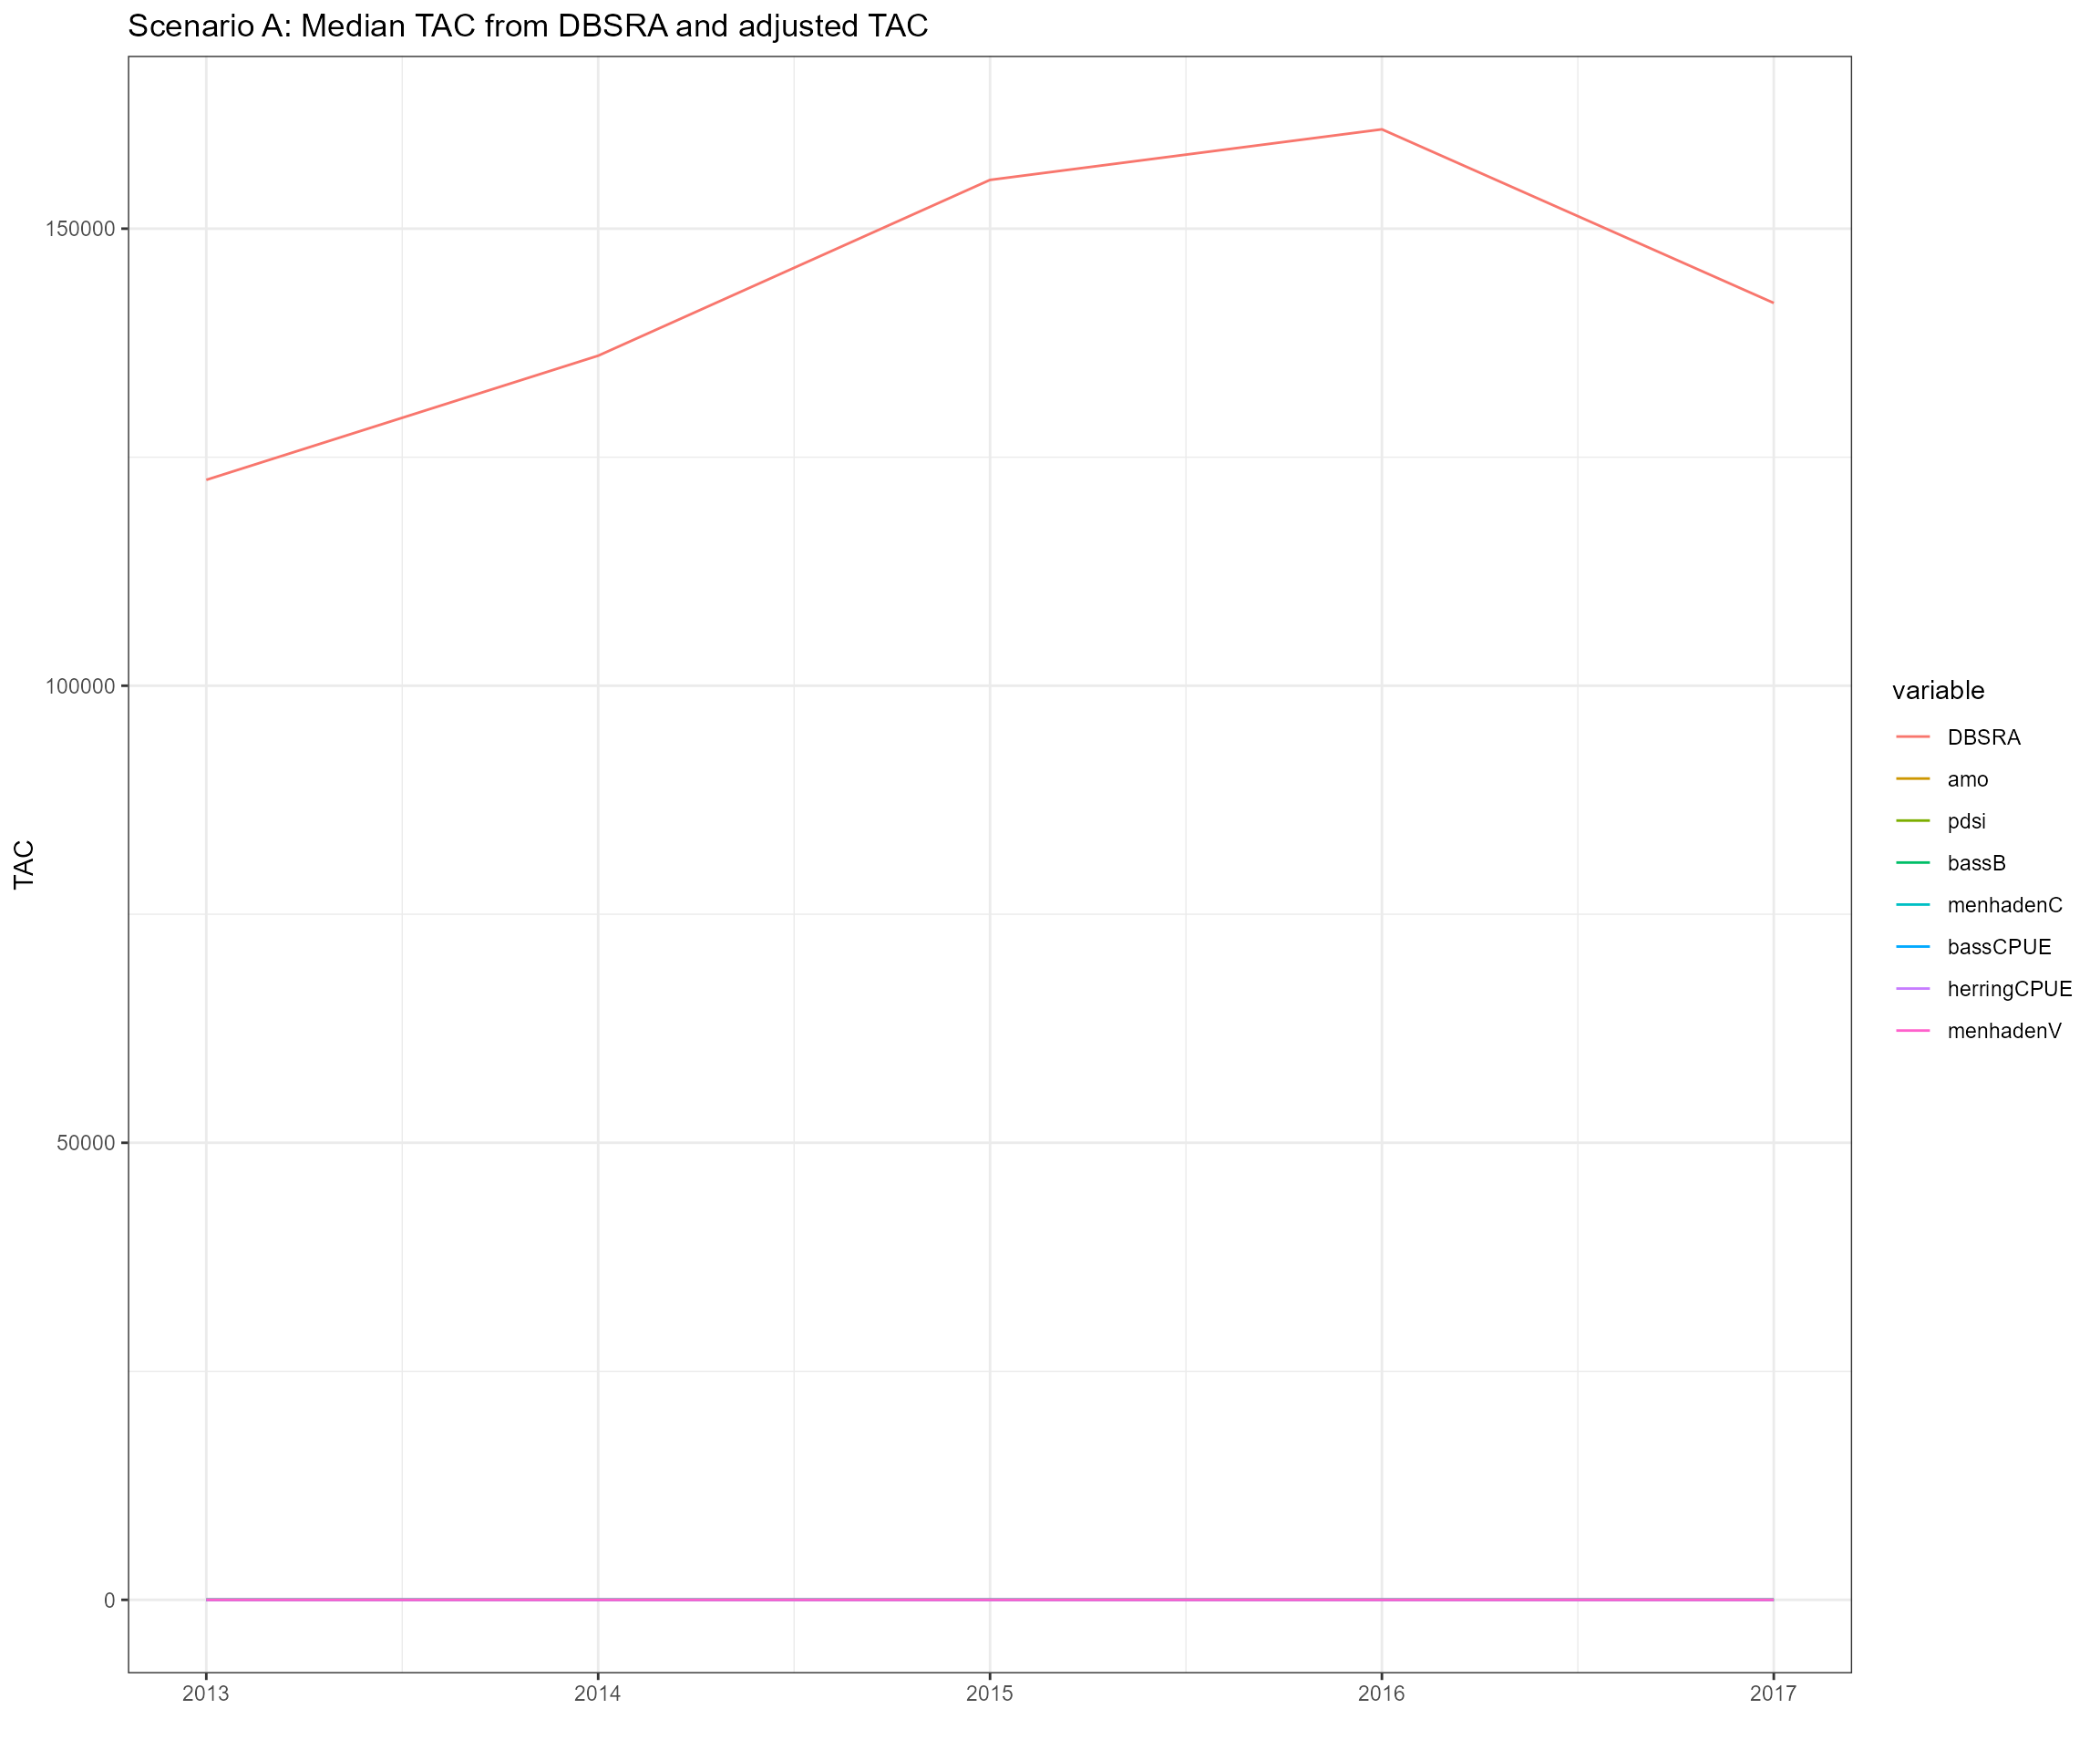 Scenario A: Median TAC from DBSRA and adjusted TAC
150000
100000
50000
0
TAC
2013 2014 2015 2016 2017
variable
DBSRA
amo
pdsi
bassB
menhadenC
bassCPUE
herringCPUE
menhadenV